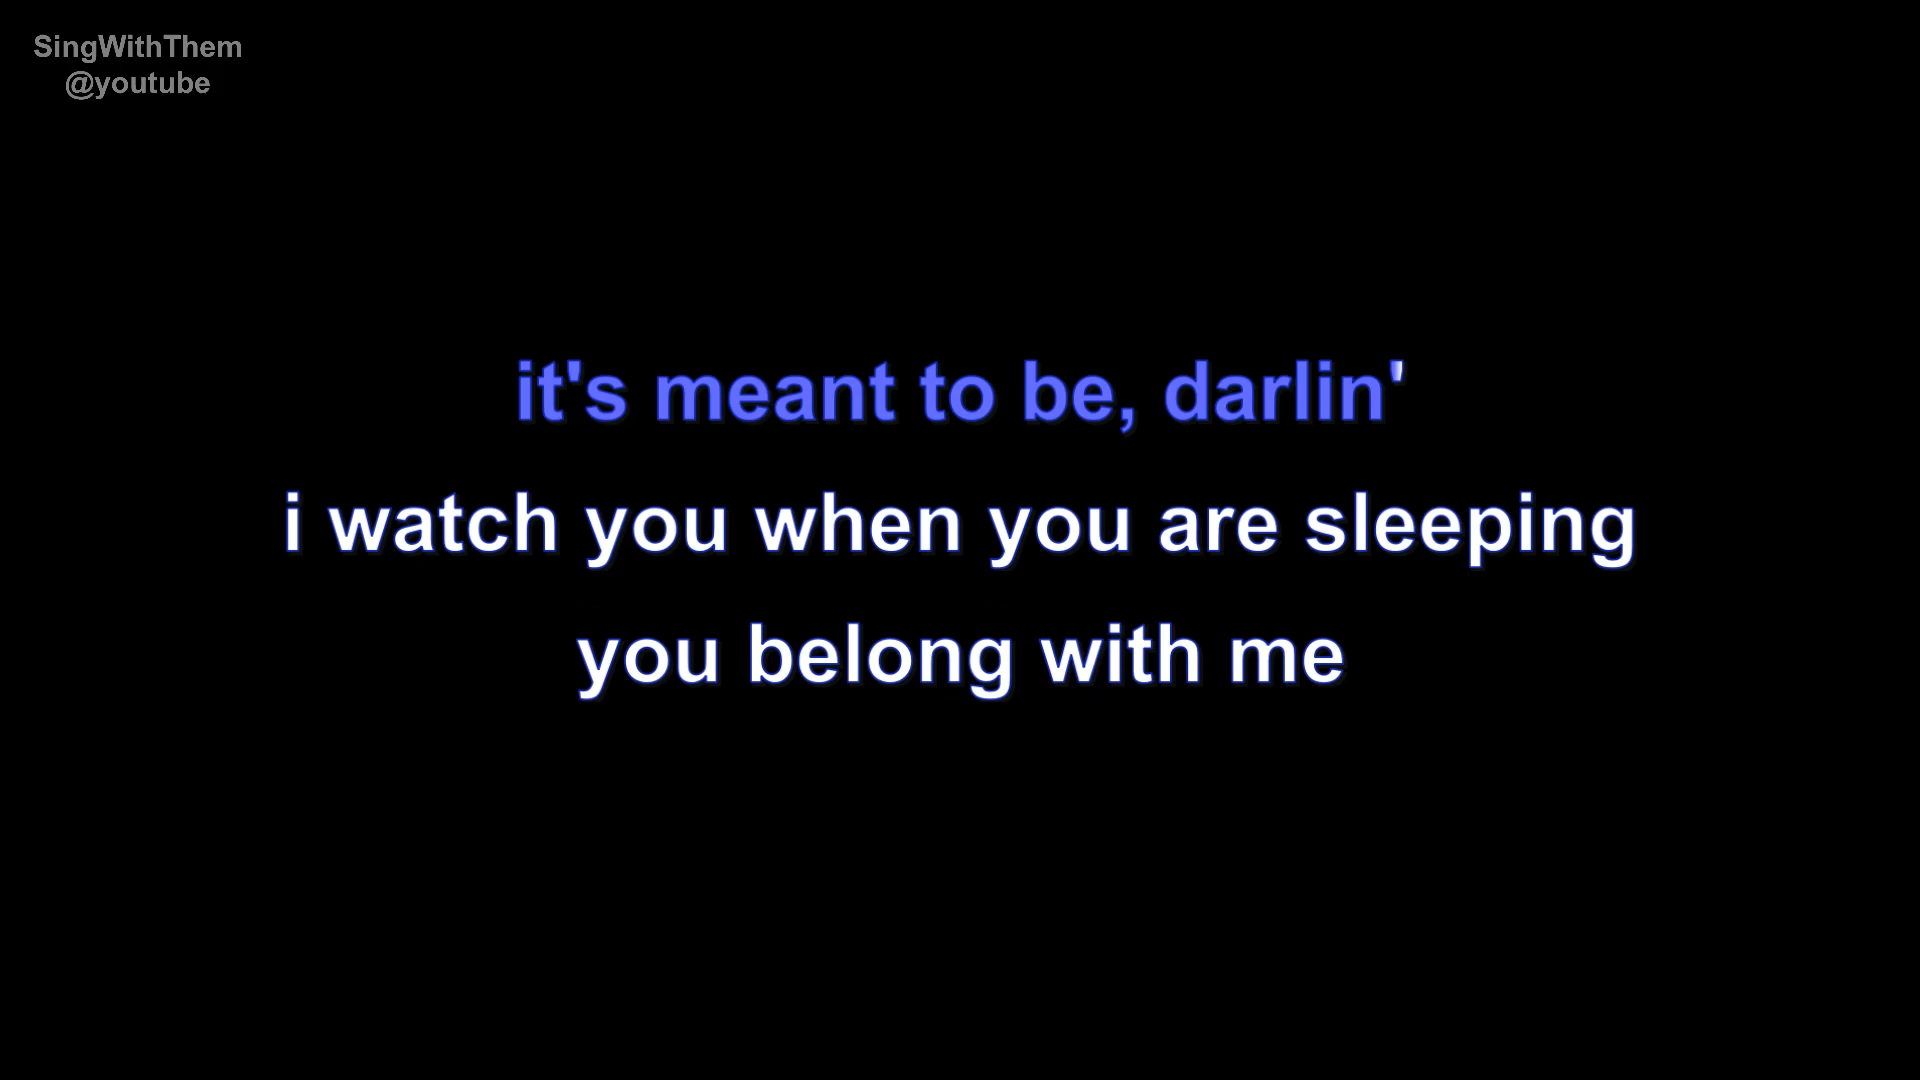 SingWithThem
@youtube
it's meant to be, darlin'
i watch you when you are sleeping
you belong with me